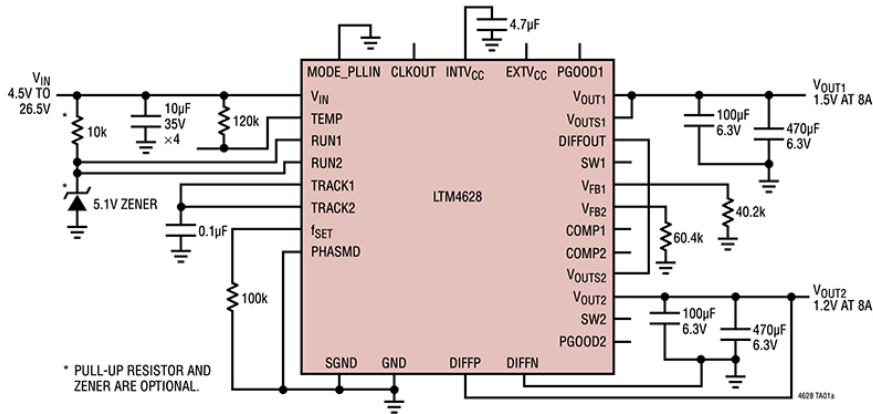 4.7µF
MODE_PLLIN CLKOUT INTVCC EXTVCC PGOOD1
VIN
4.5V TO
26.5V
*
10k
10µF
35V
×4
120k
*
5.1V ZENER
0.1µF
100k
VIN
TEMP
RUN1
RUN2
TRACK1
TRACK2
fSET
PHASMD
LTM4628
VOUT1
VOUTS1
DIFFOUT
SW1
VFB1
VFB2
COMP1
COMP2
VOUTS2
VOUT2
SW2
PGOOD2
SGND GND DIFFP DIFFN
100µF
6.3V
470µF
6.3V
VOUT1
1.5V AT 8A
40.2k
60.4k
VOUT2
1.2V AT 8A
100µF
6.3V
470µF
6.3V
* PULL-UP RESISTOR AND
ZENER ARE OPTIONAL.
4628 TA01a